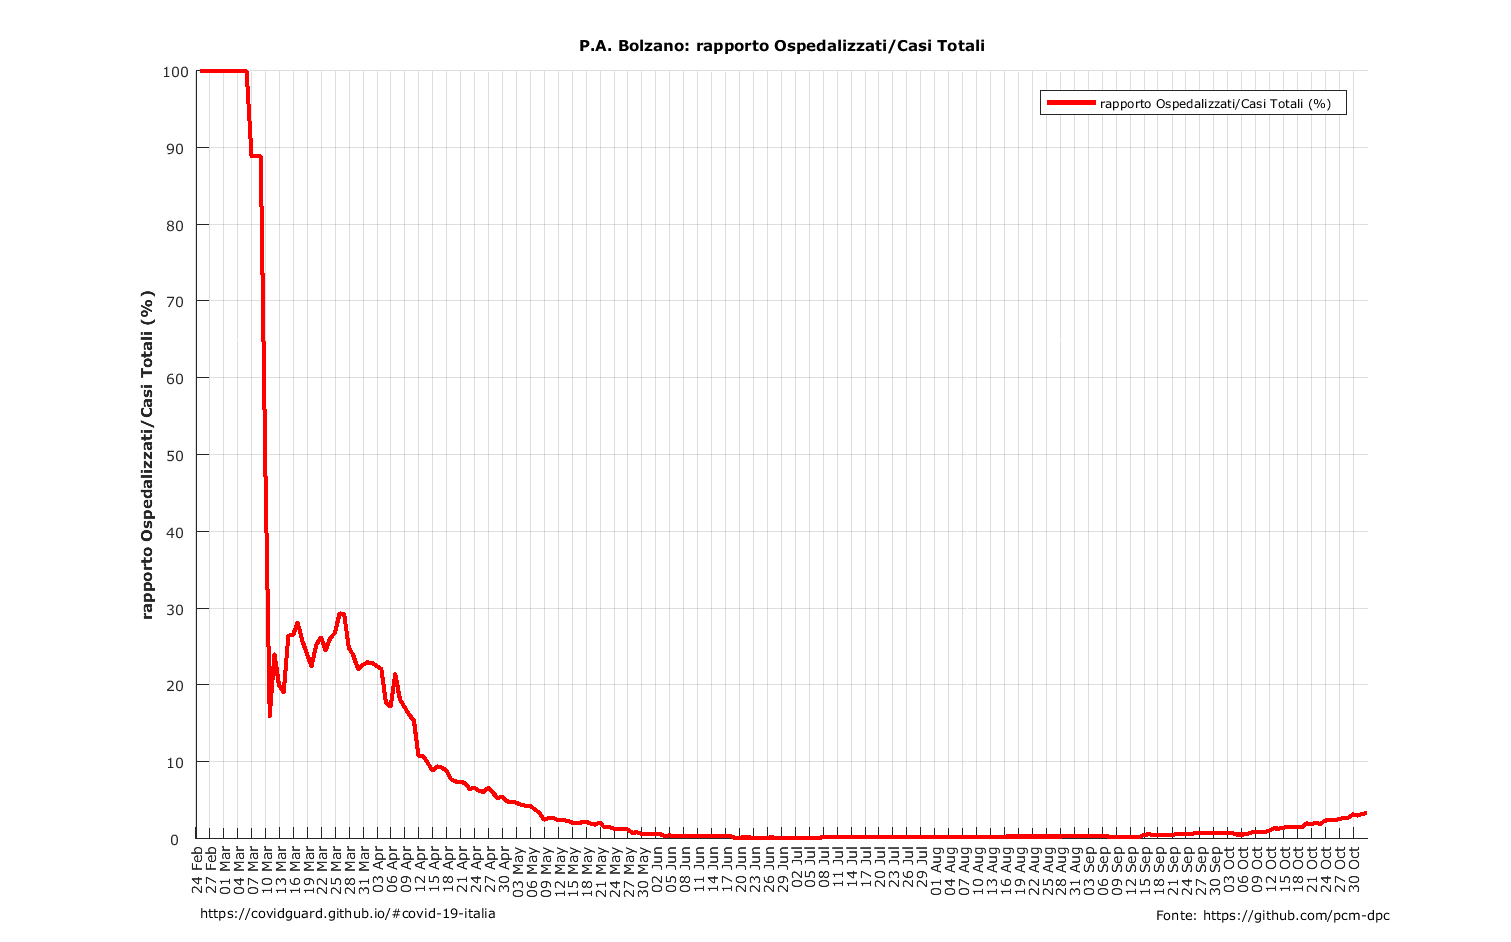 P.A. Bolzano: rapporto Ospedalizzati/Casi Totali
rapporto Ospedalizzati/Casi Totali (%)
rapporto Ospedalizzati/Casi Totali (%)
100
90
80
70
60
50
40
30
20
10
0
24 Feb
27 Feb
01 Mar
04 Mar
07 Mar
10 Mar
13 Mar
16 Mar
19 Mar
22 Mar
25 Mar
28 Mar
31 Mar
03 Apr
06 Apr
09 Apr
12 Apr
15 Apr
18 Apr
21 Apr
24 Apr
27 Apr
30 Apr
03 May
06 May
09 May
12 May
15 May
18 May
21 May
24 May
27 May
30 May
02 Jun
05 Jun
08 Jun
11 Jun
14 Jun
17 Jun
20 Jun
23 Jun
26 Jun
29 Jun
02 Jul
05 Jul
08 Jul
11 Jul
14 Jul
17 Jul
20 Jul
23 Jul
26 Jul
29 Jul
01 Aug
04 Aug
07 Aug
10 Aug
13 Aug
16 Aug
19 Aug
22 Aug
25 Aug
28 Aug
31 Aug
03 Sep
06 Sep
09 Sep
12 Sep
15 Sep
18 Sep
21 Sep
24 Sep
27 Sep
30 Sep
03 Oct
06 Oct
09 Oct
12 Oct
15 Oct
18 Oct
21 Oct
24 Oct
27 Oct
30 Oct
https://covidguard.github.io/#covid-19-italia
Fonte: https://github.com/pcm-dpc